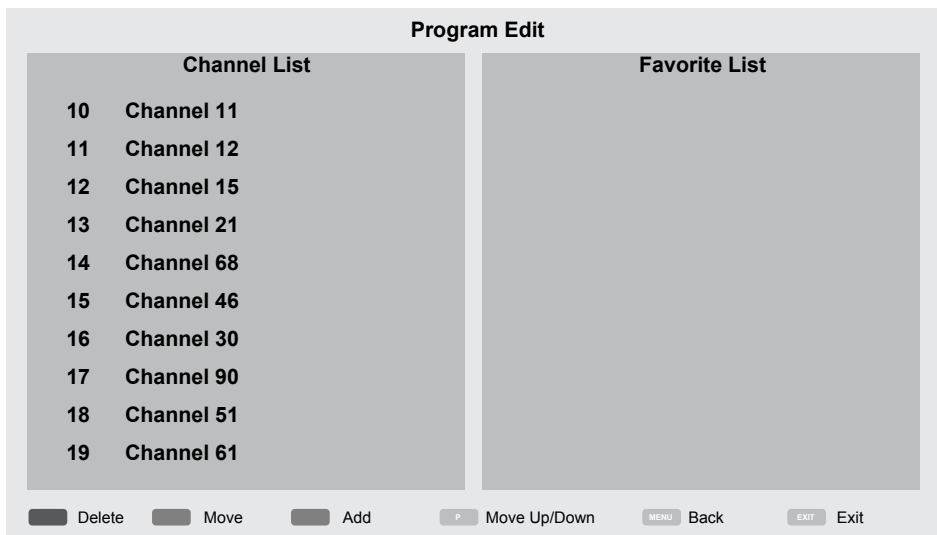 Program Edit
Channel List
10 Channel 11
11 Channel 12
12 Channel 15
13 Channel 21
14 Channel 68
15 Channel 46
16 Channel 30
17 Channel 90
18 Channel 51
19 Channel 61
Favorite List
Delete Move Add P Move Up/Down MENU Back EXIT Exit